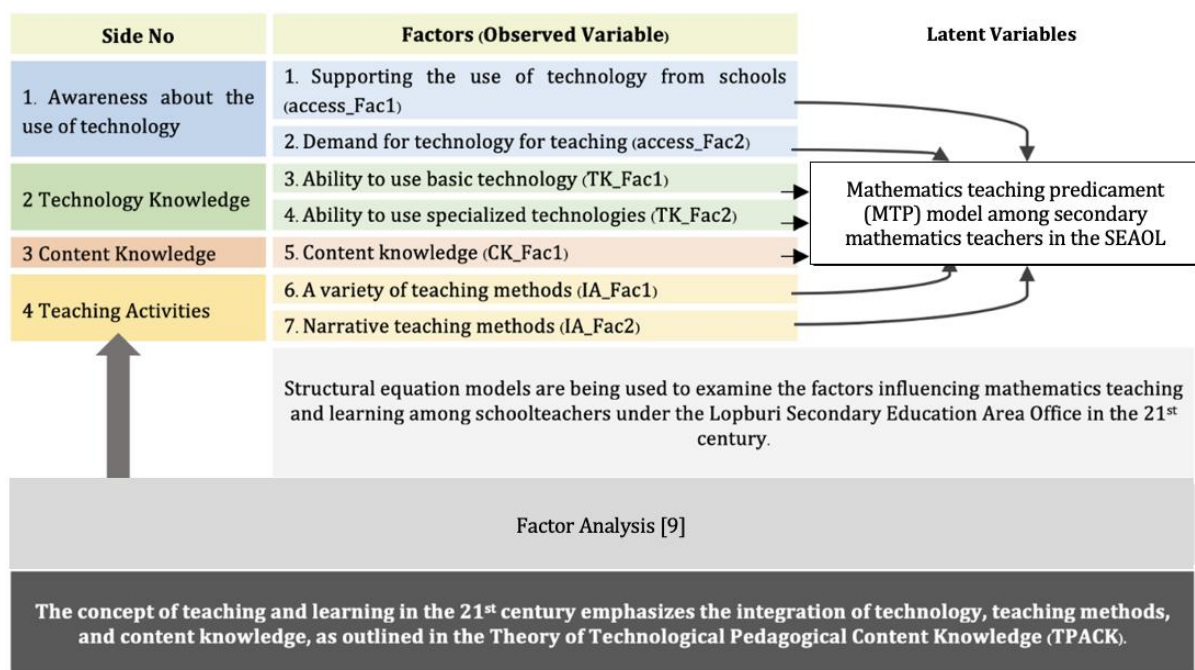 Side No
Factors (Observed Variable)
Latent Variables
1. Awareness about the
use of technology
1. Supporting the use of technology from schools
(access_Fac1)
2. Demand for technology for teaching (access_Fac2)
2 Technology Knowledge
3. Ability to use basic technology (TK_Fac1)
4. Ability to use specialized technologies (TK_Fac2)
3 Content Knowledge
5. Content knowledge (CK_Fac1)
4 Teaching Activities
6. A variety of teaching methods (IA_Fac1)
7. Narrative teaching methods (IA_Fac2)
Mathematics teaching predicament
(MTP) model among secondary
mathematics teachers in the SEAOL
Structural equation models are being used to examine the factors influencing mathematics teaching
and learning among schoolteachers under the Lopburi Secondary Education Area Office in the 21st
century.
Factor Analysis [9]
The concept of teaching and learning in the 21st century emphasizes the integration of technology, teaching methods,
and content knowledge, as outlined in the Theory of Technological Pedagogical Content Knowledge (TPACK).